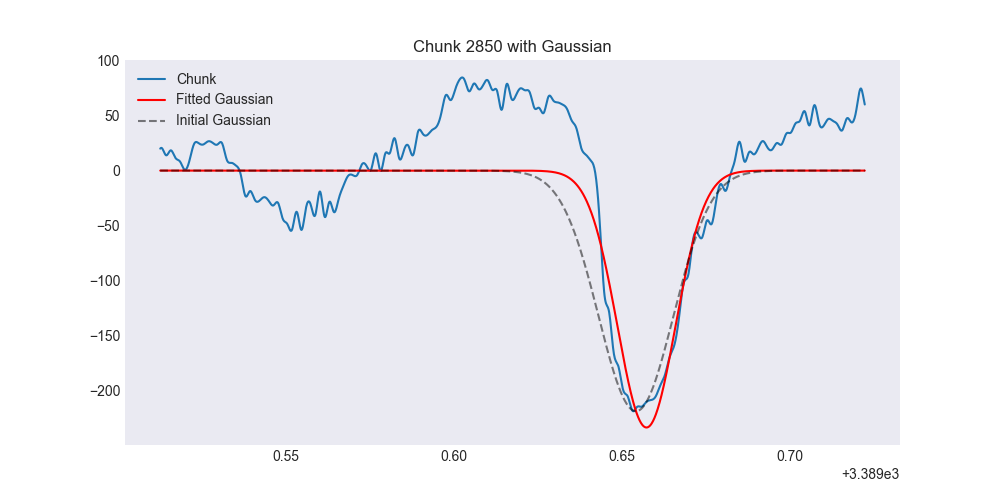 Chunk 2850 with Gaussian
Chunk
Fitted Gaussian
Initial Gaussian
100
50
0
−50
−100
−150
−200
0.55 0.60 0.65 0.70
+3.389e3